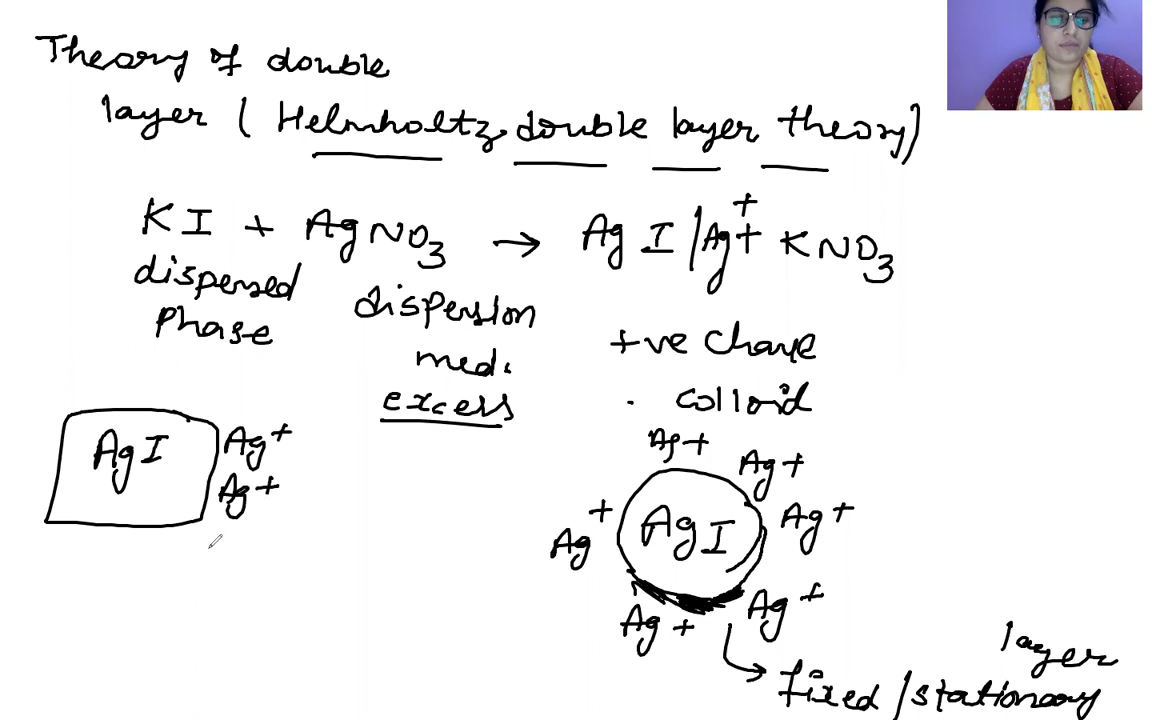 Theory of double
layer ( Helmholtz double layer theory)
KI + AgNO3 → AgI/Ag+ + KNO3
dispersed
Phase
dispersion
med.
excess
+ve Charge
colloid
AgI
Ag+
Ag+
Ag+
Ag+
Ag+
AgI
Ag+
Ag+
Ag+
layer
fixed/stationary